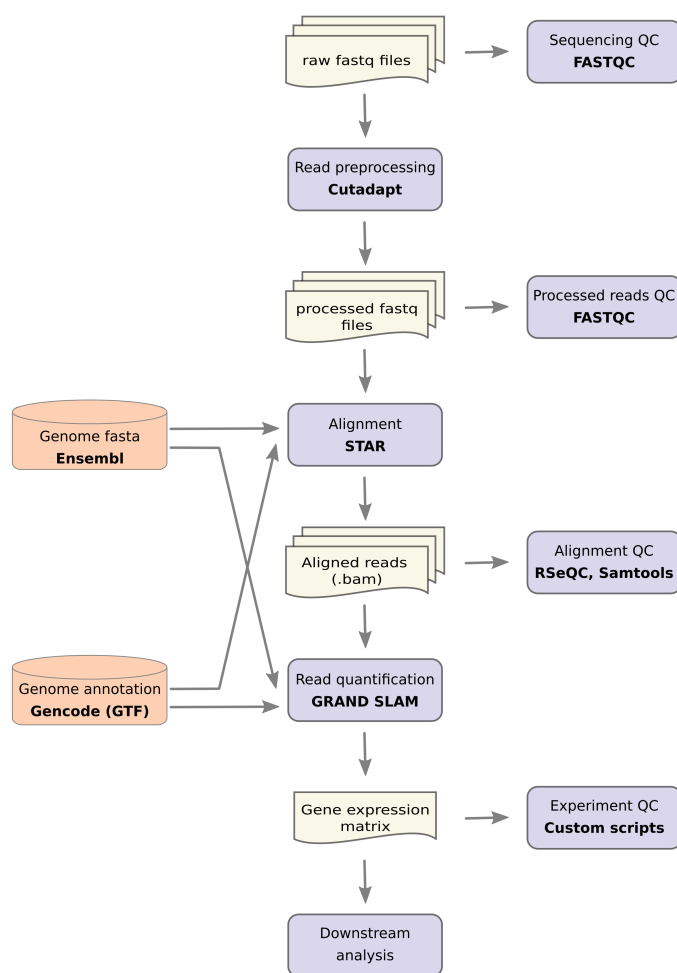 raw fastq files
Sequencing QC
FASTQC
Read preprocessing
Cutadapt
processed fastq
files
Processed reads QC
FASTQC
Genome fasta
Ensembl
Alignment
STAR
Aligned reads
(.bam)
Alignment QC
RSeQC, Samtools
Genome annotation
Gencode (GTF)
Read quantification
GRAND SLAM
Gene expression
matrix
Experiment QC
Custom scripts
Downstream
analysis